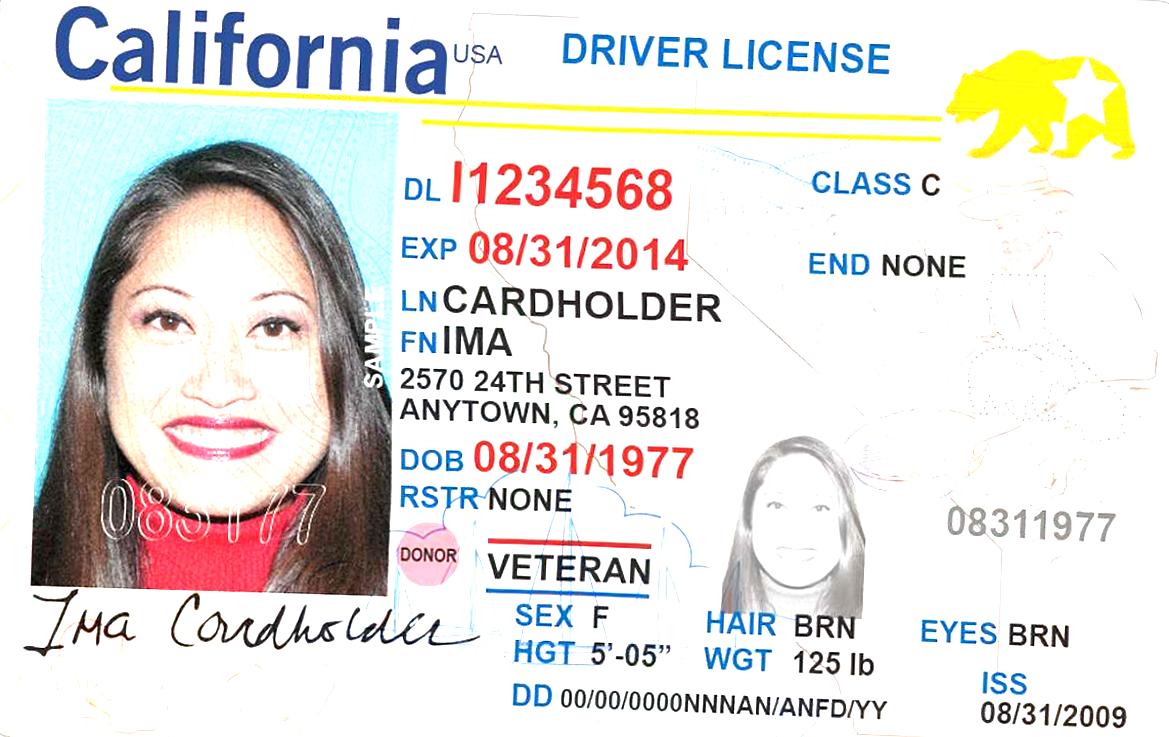 California USA DRIVER LICENSE
DL I1234568 CLASS C
EXP 08/31/2014 END NONE
LN CARDHOLDER
FN IMA
2570 24TH STREET
ANYTOWN, CA 95818
DOB 08/31/1977
RSTR NONE
SAMPLE
083177
08311977
DONOR
VETERAN
Ima Cardholder
SEX F HAIR BRN EYES BRN
HGT 5'-05" WGT 125 lb
ISS
DD 00/00/0000NNNAN/ANFD/YY 08/31/2009